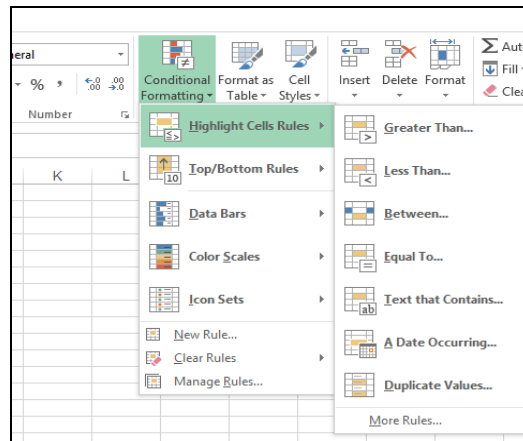 eral
Conditional Formatting
Format as Table
Cell Styles
Insert
Delete
Format
Σ Aut
Fill
Clea
% ,
.0 .00
.00 .0
Number
K L
Highlight Cells Rules
Top/Bottom Rules
Data Bars
Color Scales
Icon Sets
New Rule...
Clear Rules
Manage Rules...
Greater Than...
Less Than...
Between...
Equal To...
Text that Contains...
A Date Occurring...
Duplicate Values...
More Rules...